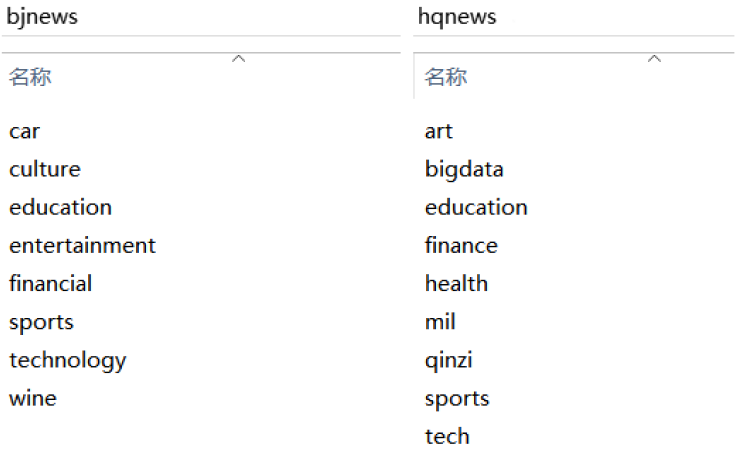 bjnews
名称
car
culture
education
entertainment
financial
sports
technology
wine
hqnews
名称
art
bigdata
education
finance
health
mil
qinzi
sports
tech